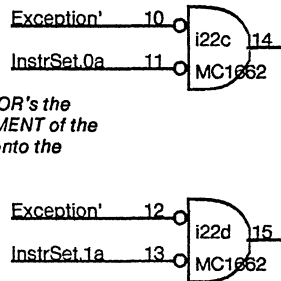 Exception' 10
i22c 14
InstrSet.0a 11
MC1662
OR's the
MENT of the
onto the
Exception' 12
i22d 15
InstrSet.1a 13
MC1662